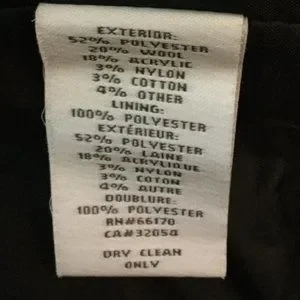 EXTERIOR:
52% POLYESTER
20% WOOL
18% ACRYLIC
3% NYLON
3% COTTON
4% OTHER
LINING:
100% POLYESTER
EXTÉRIEUR:
52% POLYESTER
20% LAINE
18% ACRYLIQUE
3% NYLON
3% COTON
4% AUTRE
DOUBLURE:
100% POLYESTER
RN#66170
CA#32054
DRY CLEAN
ONLY